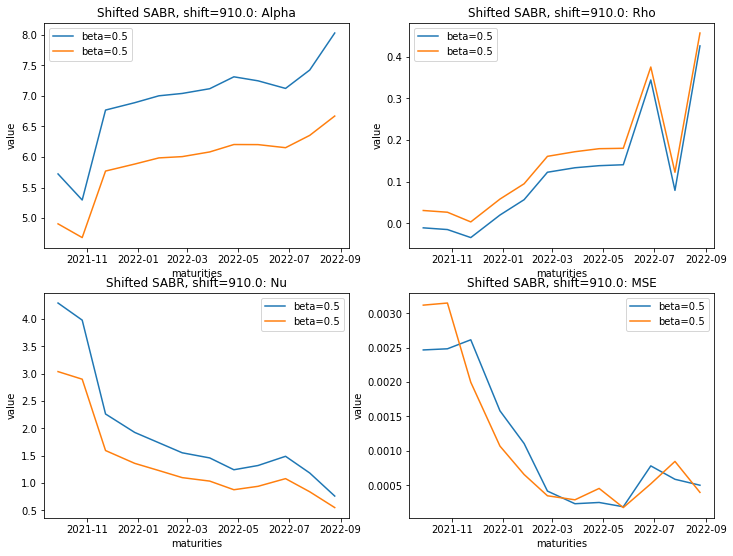 Shifted SABR, shift=910.0: Alpha
beta=0.5
beta=0.5
8.0
7.5
7.0
6.5
6.0
5.5
5.0
value
2021-11 2022-01 2022-03 2022-05 2022-07 2022-09
maturities
Shifted SABR, shift=910.0: Rho
beta=0.5
beta=0.5
0.4
0.3
0.2
0.1
0.0
value
2021-11 2022-01 2022-03 2022-05 2022-07 2022-09
maturities
Shifted SABR, shift=910.0: Nu
beta=0.5
beta=0.5
4.0
3.5
3.0
2.5
2.0
1.5
1.0
0.5
value
2021-11 2022-01 2022-03 2022-05 2022-07 2022-09
maturities
Shifted SABR, shift=910.0: MSE
beta=0.5
beta=0.5
0.0030
0.0025
0.0020
0.0015
0.0010
0.0005
value
2021-11 2022-01 2022-03 2022-05 2022-07 2022-09
maturities